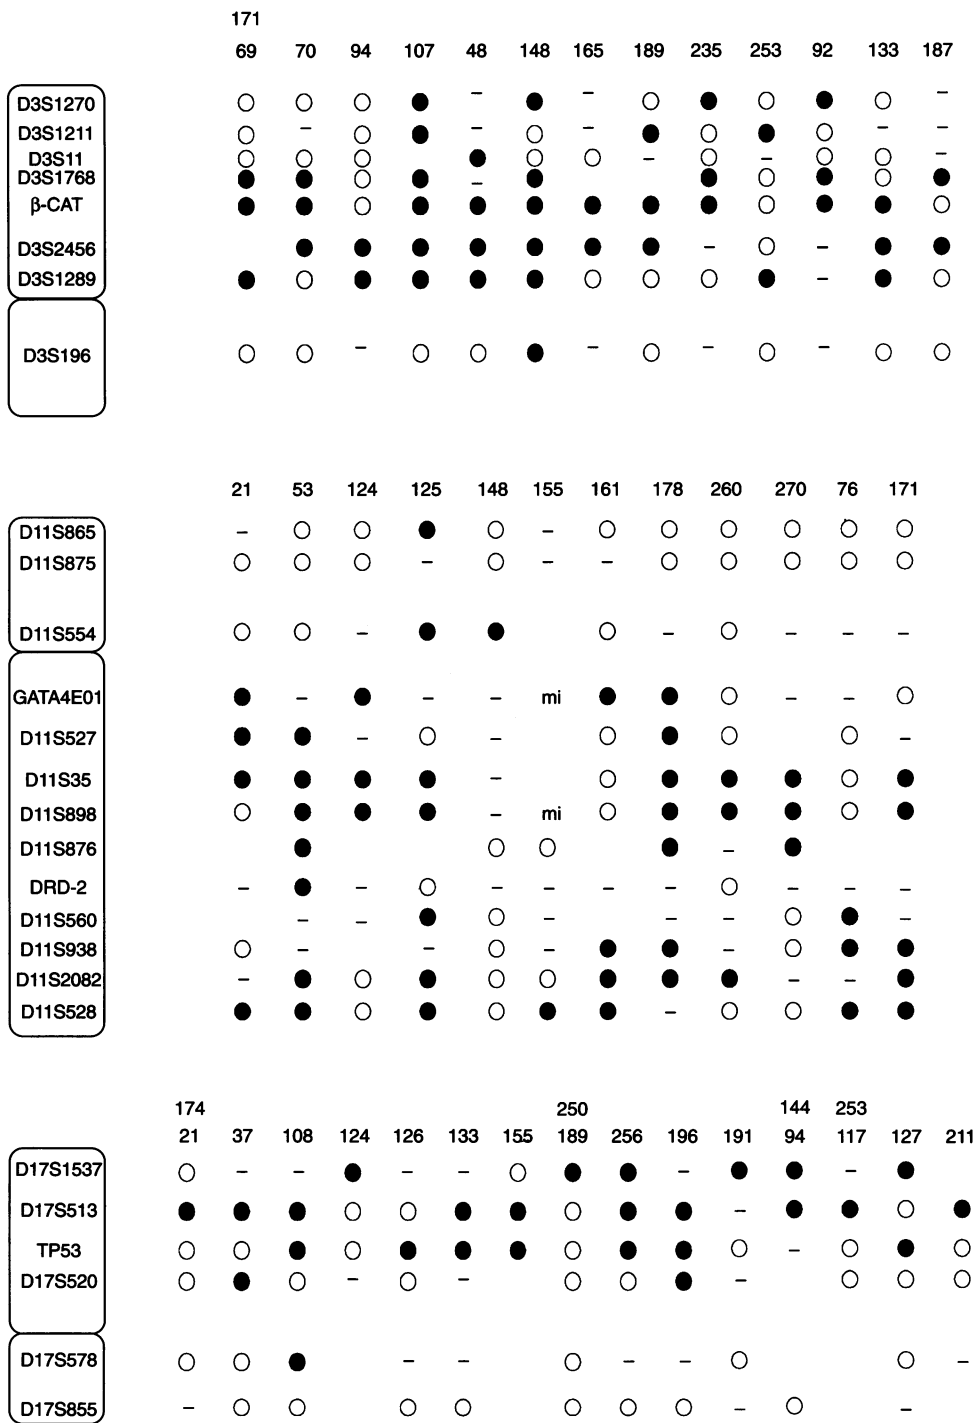 171
69 70 94 107 48 148 165 189 235 253 92 133 187
D3S1270 – – –
D3S1211 – – – – –
D3S11 – – –
D3S1768 –
β-CAT
D3S2456 – –
D3S1289 –
D3S196 – – – –
21 53 124 125 148 155 161 178 260 270 76 171
D11S865 – –
D11S875 – – –
D11S554 – – – – –
GATA4E01 – – – mi – –
D11S527 – – –
D11S35 –
D11S898 – mi
D11S876 –
DRD-2 – – – – – – – – –
D11S560 – – – – – –
D11S938 – – – –
D11S2082 – – –
D11S528 –
174 250 144 253
21 37 108 124 126 133 155 189 256 196 191 94 117 127 211
D17S1537 – – – – – –
D17S513 –
TP53 –
D17S520 – – –
D17S578 – – – – –
D17S855 – – –